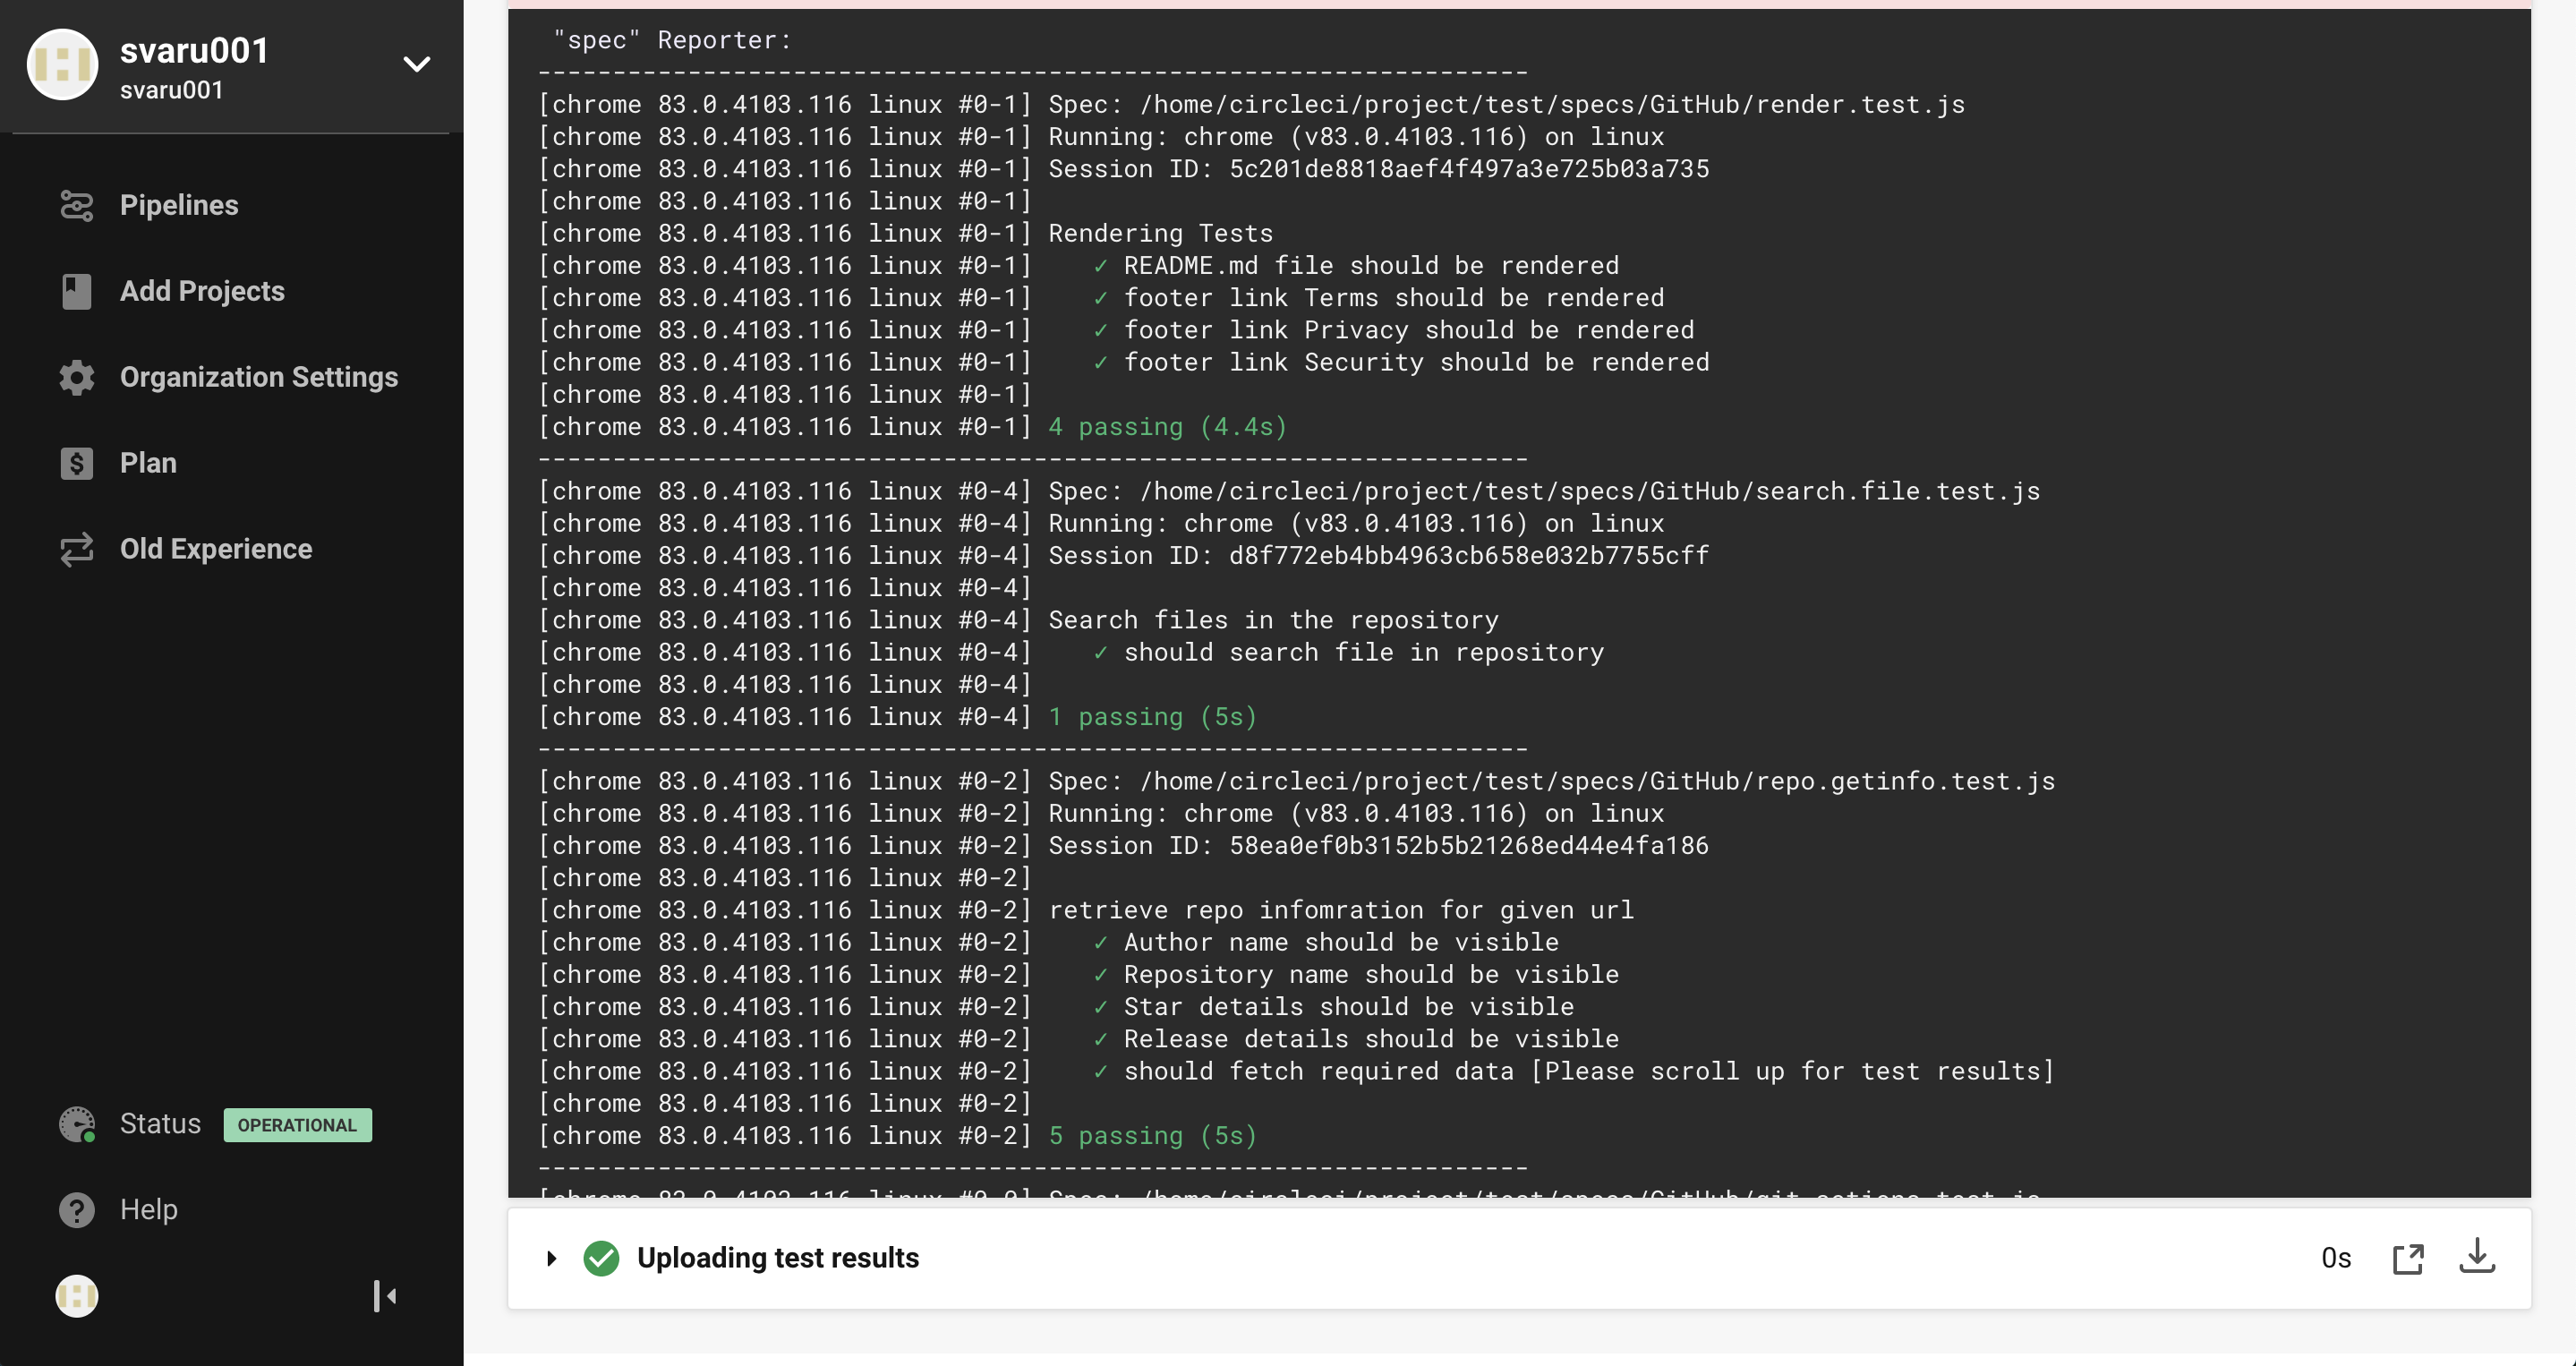 svaru001
svaru001
Pipelines
Add Projects
Organization Settings
Plan
Old Experience
Status OPERATIONAL
Help
"spec" Reporter:
------------------------------------------------------------------
[chrome 83.0.4103.116 linux #0-1] Spec: /home/circleci/project/test/specs/GitHub/render.test.js
[chrome 83.0.4103.116 linux #0-1] Running: chrome (v83.0.4103.116) on linux
[chrome 83.0.4103.116 linux #0-1] Session ID: 5c201de8818aef4f497a3e725b03a735
[chrome 83.0.4103.116 linux #0-1]
[chrome 83.0.4103.116 linux #0-1] Rendering Tests
[chrome 83.0.4103.116 linux #0-1] ✓ README.md file should be rendered
[chrome 83.0.4103.116 linux #0-1] ✓ footer link Terms should be rendered
[chrome 83.0.4103.116 linux #0-1] ✓ footer link Privacy should be rendered
[chrome 83.0.4103.116 linux #0-1] ✓ footer link Security should be rendered
[chrome 83.0.4103.116 linux #0-1]
[chrome 83.0.4103.116 linux #0-1] 4 passing (4.4s)
------------------------------------------------------------------
[chrome 83.0.4103.116 linux #0-4] Spec: /home/circleci/project/test/specs/GitHub/search.file.test.js
[chrome 83.0.4103.116 linux #0-4] Running: chrome (v83.0.4103.116) on linux
[chrome 83.0.4103.116 linux #0-4] Session ID: d8f772eb4bb4963cb658e032b7755cff
[chrome 83.0.4103.116 linux #0-4]
[chrome 83.0.4103.116 linux #0-4] Search files in the repository
[chrome 83.0.4103.116 linux #0-4] ✓ should search file in repository
[chrome 83.0.4103.116 linux #0-4]
[chrome 83.0.4103.116 linux #0-4] 1 passing (5s)
------------------------------------------------------------------
[chrome 83.0.4103.116 linux #0-2] Spec: /home/circleci/project/test/specs/GitHub/repo.getinfo.test.js
[chrome 83.0.4103.116 linux #0-2] Running: chrome (v83.0.4103.116) on linux
[chrome 83.0.4103.116 linux #0-2] Session ID: 58ea0ef0b3152b5b21268ed44e4fa186
[chrome 83.0.4103.116 linux #0-2]
[chrome 83.0.4103.116 linux #0-2] retrieve repo infomration for given url
[chrome 83.0.4103.116 linux #0-2] ✓ Author name should be visible
[chrome 83.0.4103.116 linux #0-2] ✓ Repository name should be visible
[chrome 83.0.4103.116 linux #0-2] ✓ Star details should be visible
[chrome 83.0.4103.116 linux #0-2] ✓ Release details should be visible
[chrome 83.0.4103.116 linux #0-2] ✓ should fetch required data [Please scroll up for test results]
[chrome 83.0.4103.116 linux #0-2]
[chrome 83.0.4103.116 linux #0-2] 5 passing (5s)
------------------------------------------------------------------
Uploading test results 0s